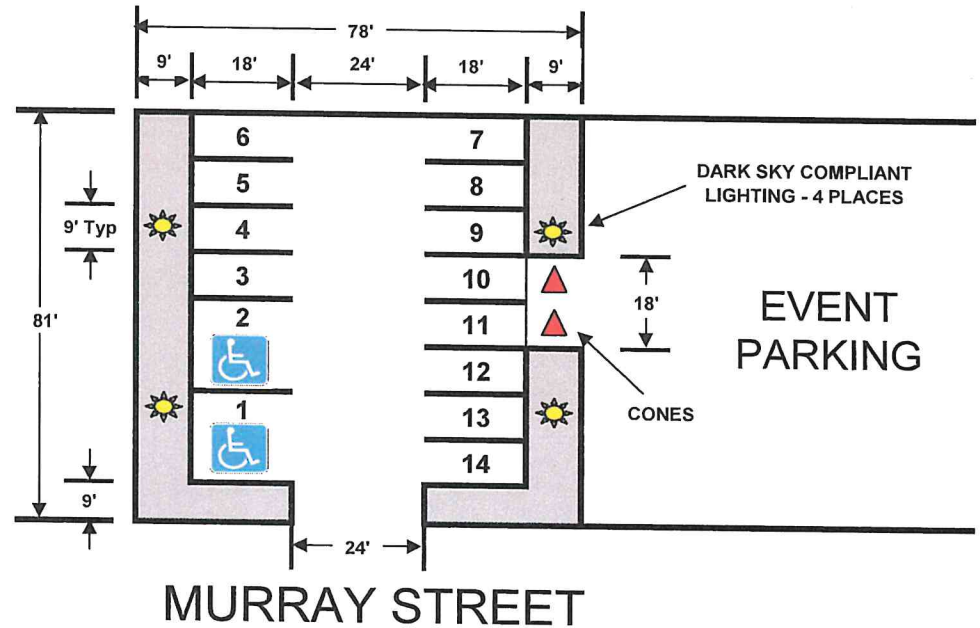 78'
9' 18' 24' 18' 9'
6 7
5 8
9' Typ 4 9
3 10
2 11
12
1 13
14
81'
9'
24'
18'
DARK SKY COMPLIANT
LIGHTING - 4 PLACES
EVENT
PARKING
CONES
MURRAY STREET